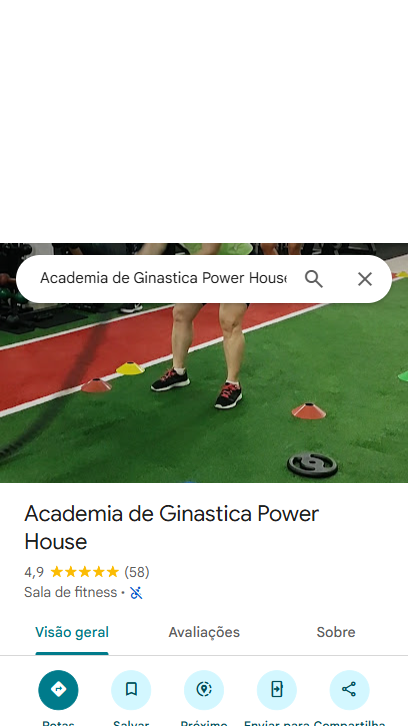 Academia de Ginastica Power House
Academia de Ginastica Power
House
4,9 (58)
Sala de fitness ·
Visão geral Avaliações Sobre
Rotas Salvar Próximo Enviar para Compartilha